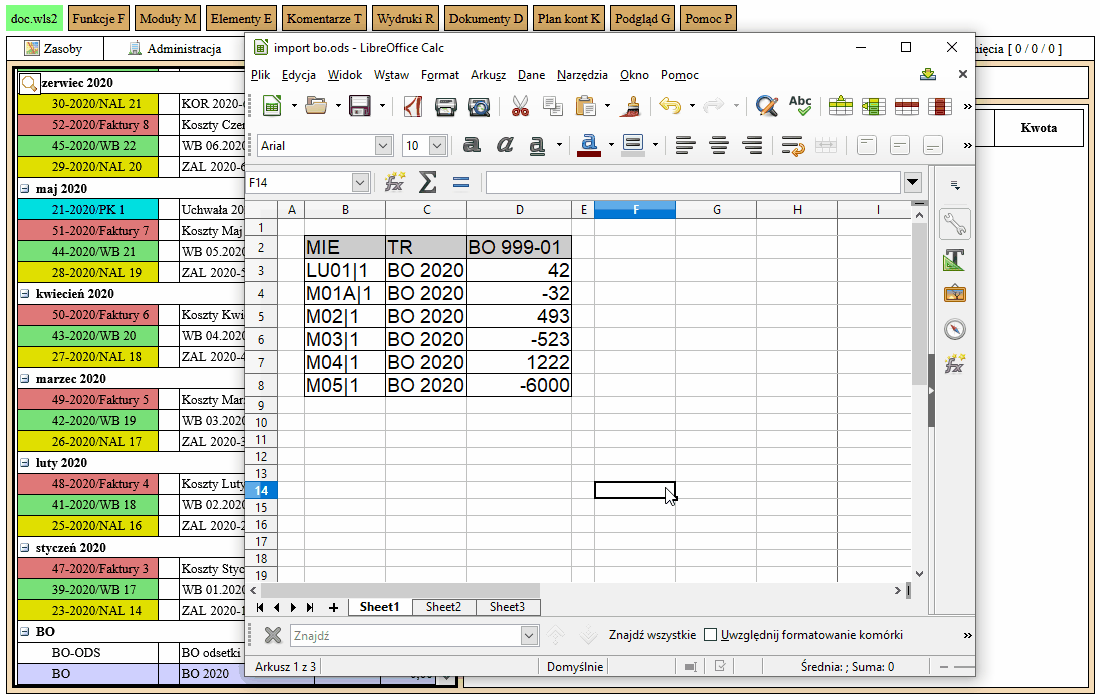 doc.wls2 Funkcje F Moduły M Elementy E Komentarze T Wydruki R Dokumenty D Plan kont K Podgląd G Pomoc P
Zasoby Administracja ięcia [ 0 / 0 / 0 ]
import bo.ods - LibreOffice Calc
Plik Edycja Widok Wstaw Format Arkusz Dane Narzędzia Okno Pomoc
Abc
Arial 10 a a a a
F14
A B C D E F G H I
1
2 MIE TR BO 999-01
3 LU01|1 BO 2020 42
4 M01A|1 BO 2020 -32
5 M02|1 BO 2020 493
6 M03|1 BO 2020 -523
7 M04|1 BO 2020 1222
8 M05|1 BO 2020 -6000
9
10
11
12
13
14
15
16
17
18
19
Sheet1 Sheet2 Sheet3
Znajdź Znajdź wszystkie Uwzględnij formatowanie komórki
Arkusz 1 z 3 Domyślnie Średnia: ; Suma: 0
Kwota
zerwiec 2020
30-2020/NAL 21 KOR 2020-
52-2020/Faktury 8 Koszty Cze
45-2020/WB 22 WB 06.202
29-2020/NAL 20 ZAL 2020-6
maj 2020
21-2020/PK 1 Uchwała 20
51-2020/Faktury 7 Koszty Maj
44-2020/WB 21 WB 05.202
28-2020/NAL 19 ZAL 2020-5
kwiecień 2020
50-2020/Faktury 6 Koszty Kwi
43-2020/WB 20 WB 04.202
27-2020/NAL 18 ZAL 2020-4
marzec 2020
49-2020/Faktury 5 Koszty Mar
42-2020/WB 19 WB 03.202
26-2020/NAL 17 ZAL 2020-3
luty 2020
48-2020/Faktury 4 Koszty Luty
41-2020/WB 18 WB 02.202
25-2020/NAL 16 ZAL 2020-2
styczeń 2020
47-2020/Faktury 3 Koszty Styc
39-2020/WB 17 WB 01.202
23-2020/NAL 14 ZAL 2020-1
BO
BO-ODS BO odsetki
BO BO 2020